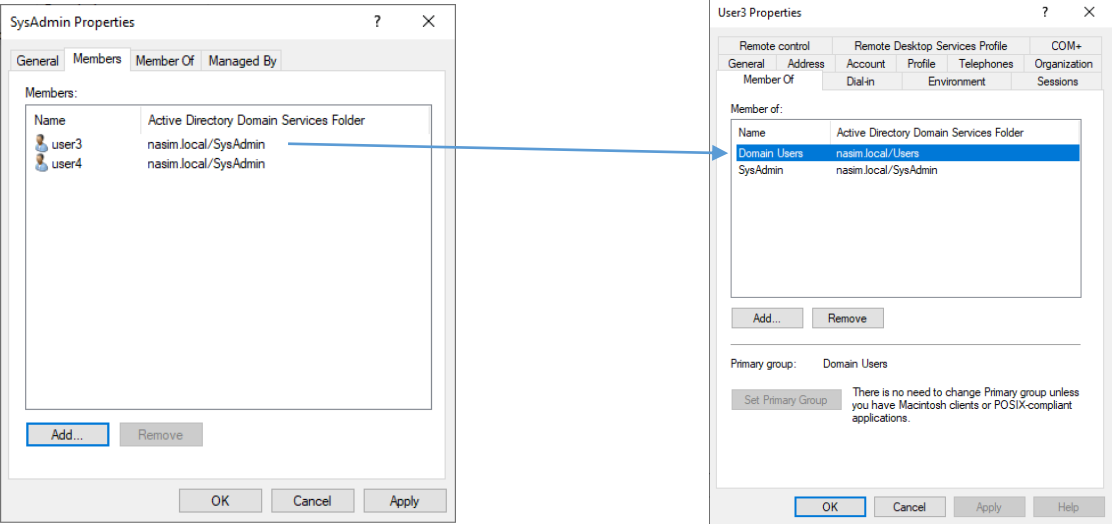 SysAdmin Properties
? ×
General Members Member Of Managed By
Members:
Name Active Directory Domain Services Folder
user3 nasim.local/SysAdmin
user4 nasim.local/SysAdmin
Add... Remove
OK Cancel Apply
User3 Properties
? ×
Remote control Remote Desktop Services Profile COM+
General Address Account Profile Telephones Organization
Member Of Dial-in Environment Sessions
Member of:
Name Active Directory Domain Services Folder
Domain Users nasim.local/Users
SysAdmin nasim.local/SysAdmin
Add... Remove
Primary group: Domain Users
Set Primary Group
There is no need to change Primary group unless
you have Macintosh clients or POSIX-compliant
applications.
OK Cancel Apply Help